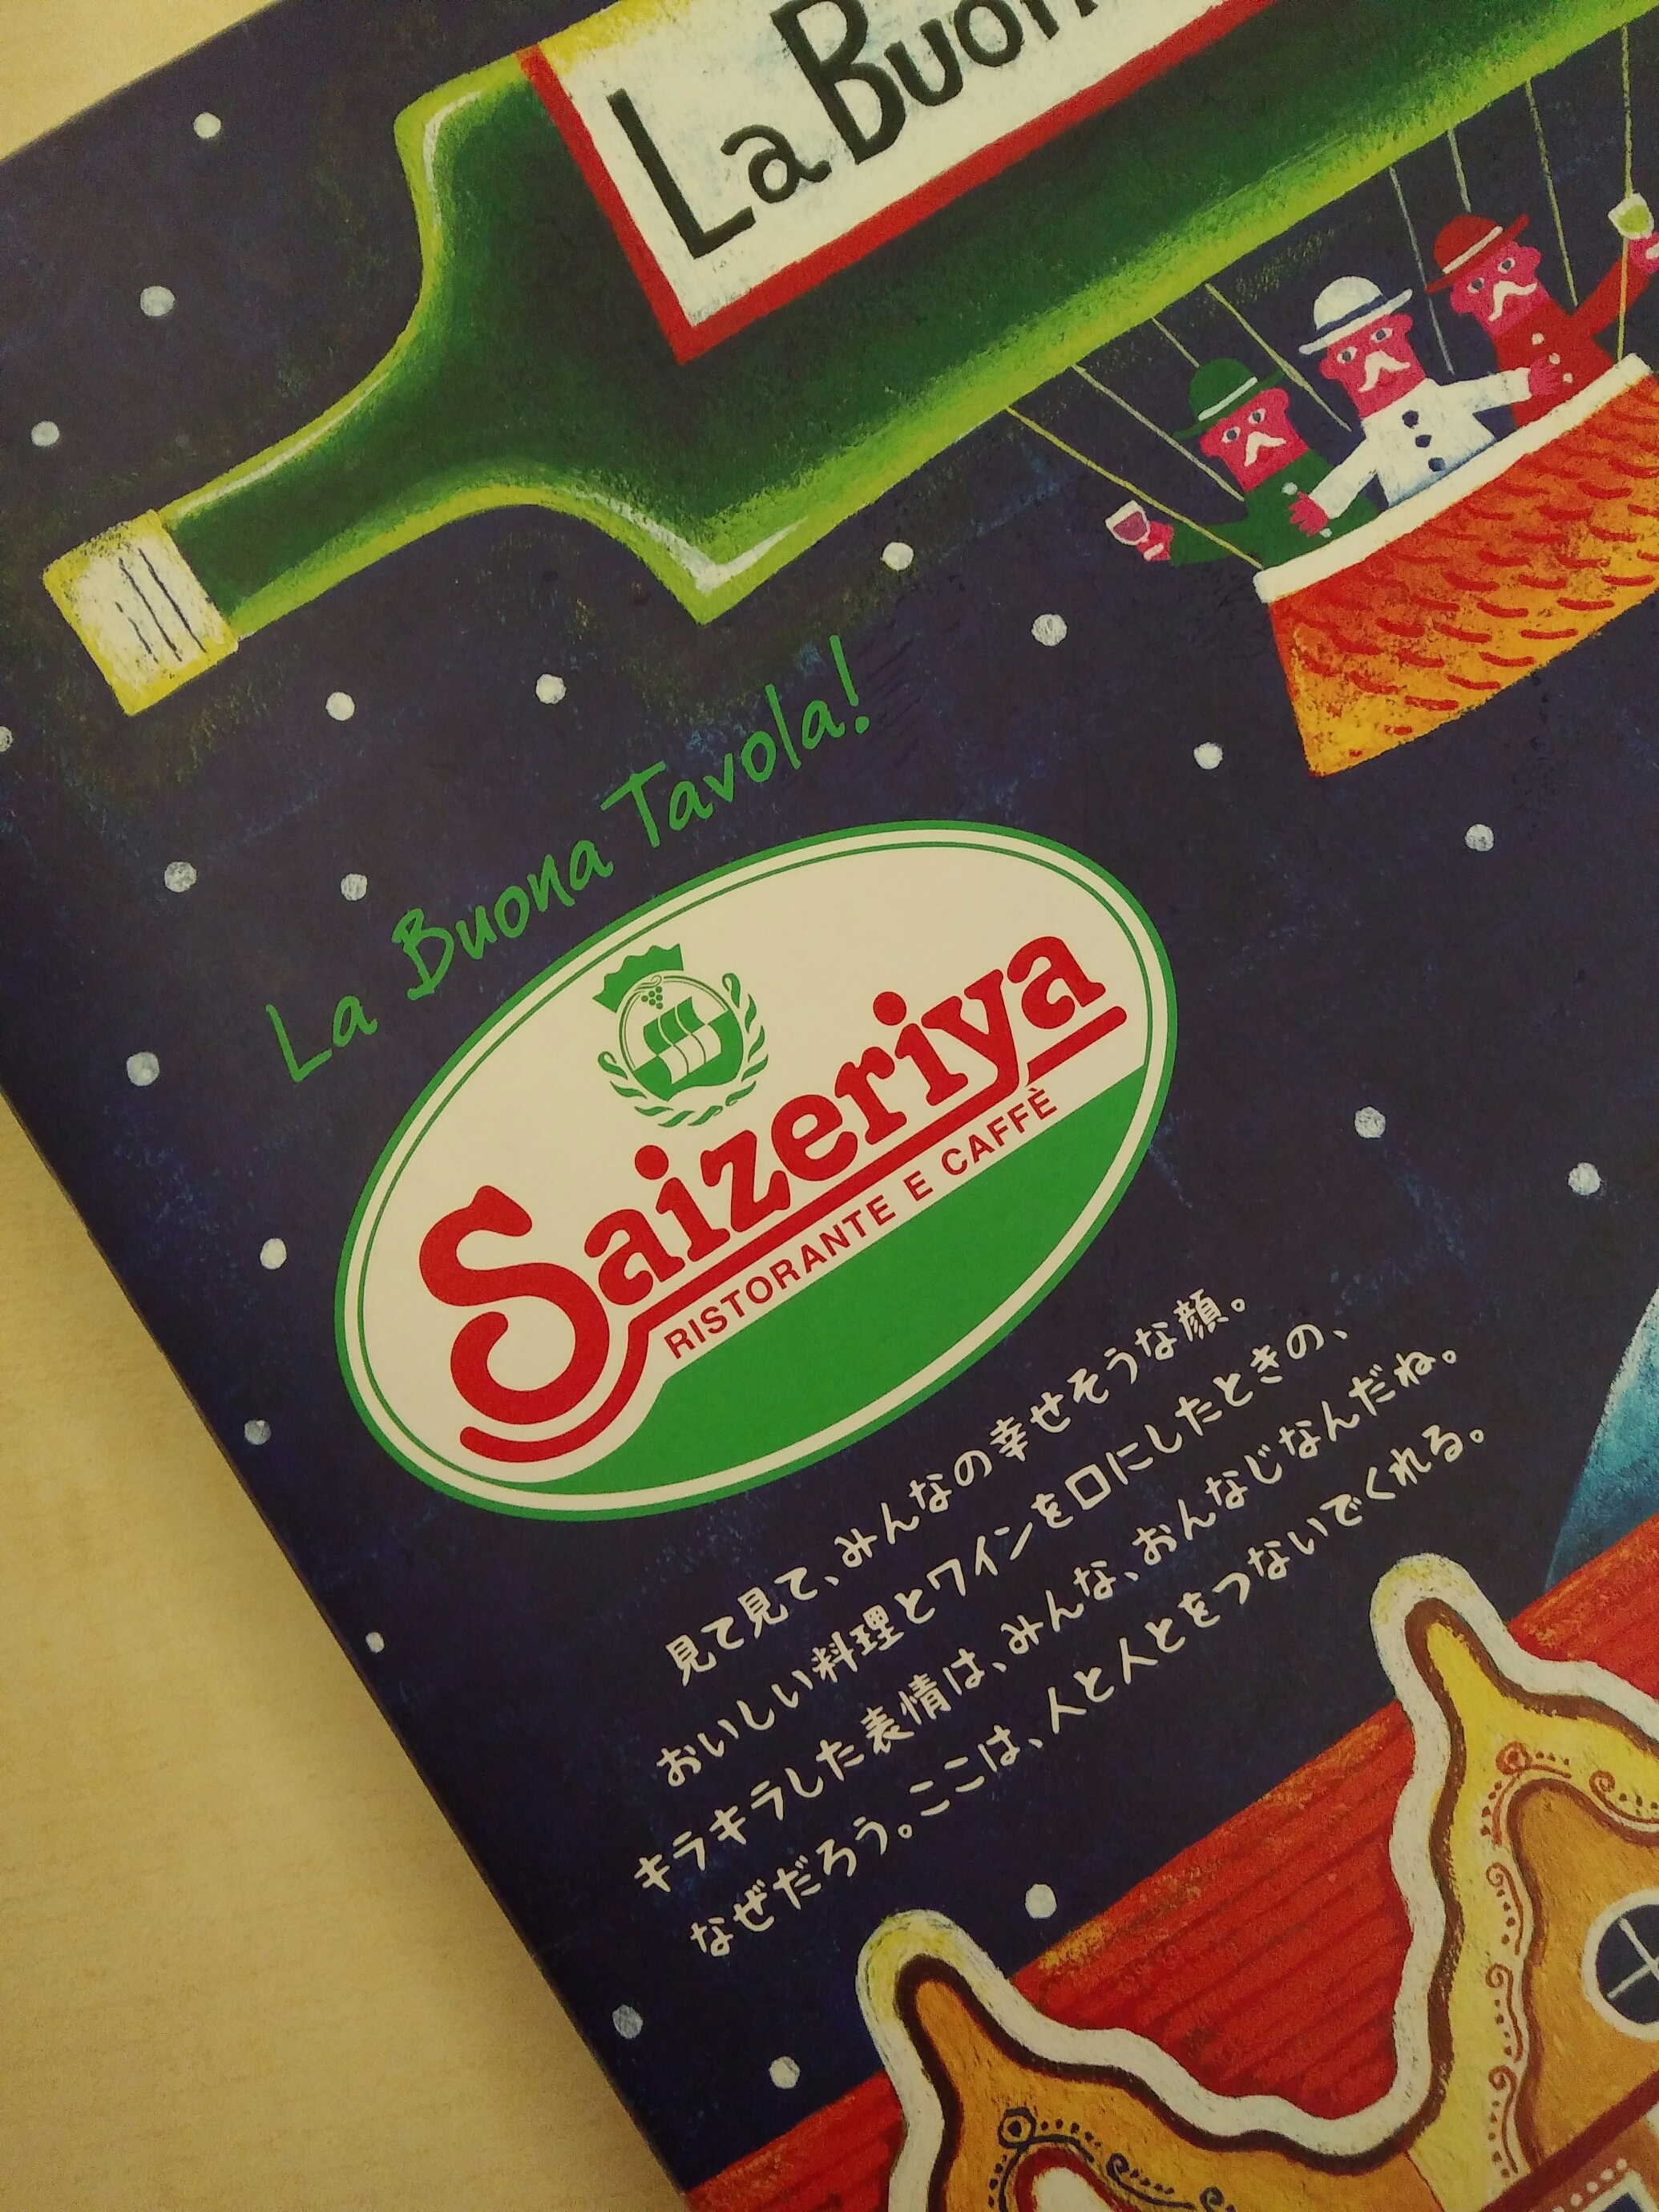 La Buon
La Buona Tavola!
Saizeriya
RISTORANTE E CAFFÈ
見て見て、みんなの幸せそうな顔。
おいしい料理とワインを口にしたときの、
キラキラした表情は、みんな、おんなじなんだね。
なぜだろう。ここは、人と人とをつないでくれる。